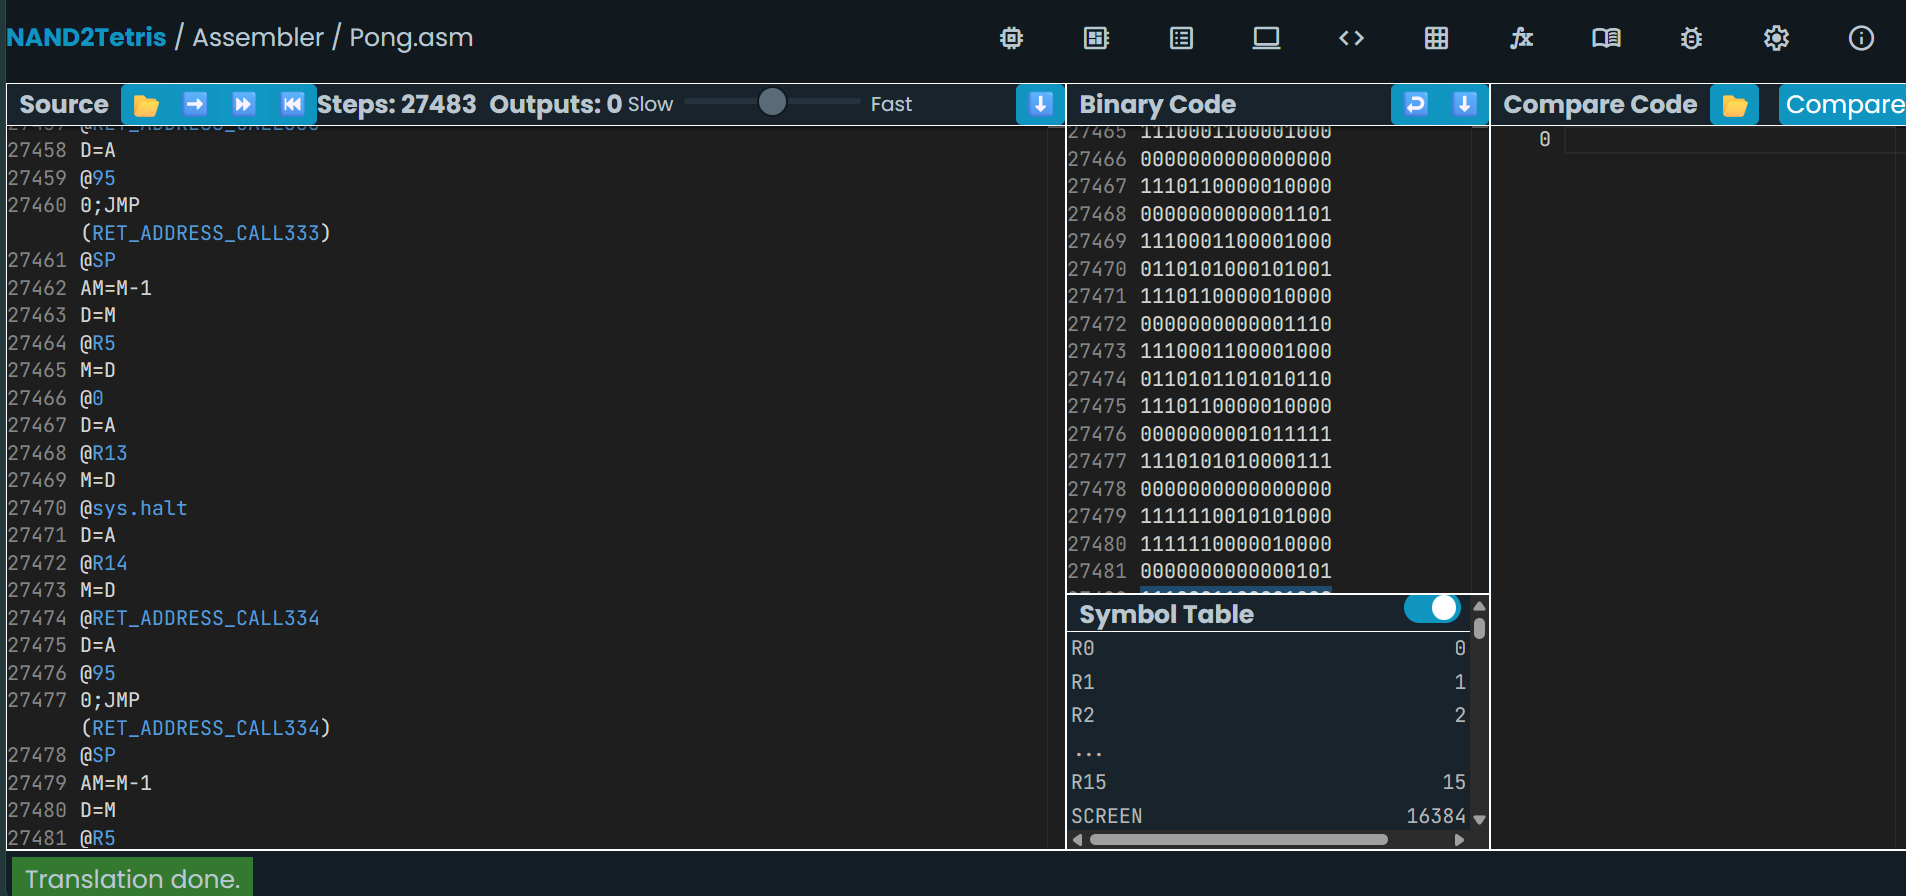 NAND2Tetris / Assembler / Pong.asm
Source Steps: 27483 Outputs: 0 Slow Fast
27457 @RET_ADDRESS_CALL333
27458 D=A
27459 @95
27460 0;JMP
(RET_ADDRESS_CALL333)
27461 @SP
27462 AM=M-1
27463 D=M
27464 @R5
27465 M=D
27466 @0
27467 D=A
27468 @R13
27469 M=D
27470 @sys.halt
27471 D=A
27472 @R14
27473 M=D
27474 @RET_ADDRESS_CALL334
27475 D=A
27476 @95
27477 0;JMP
(RET_ADDRESS_CALL334)
27478 @SP
27479 AM=M-1
27480 D=M
27481 @R5
Binary Code
27465 1110001100001000
27466 0000000000000000
27467 1110110000010000
27468 0000000000001101
27469 1110001100001000
27470 0110101000101001
27471 1110110000010000
27472 0000000000001110
27473 1110001100001000
27474 0110101101010110
27475 1110110000010000
27476 0000000001011111
27477 1110101010000111
27478 0000000000000000
27479 1111110010101000
27480 1111110000010000
27481 0000000000000101
Symbol Table
R0 0
R1 1
R2 2
...
R15 15
SCREEN 16384
Compare Code Compare
0
Translation done.